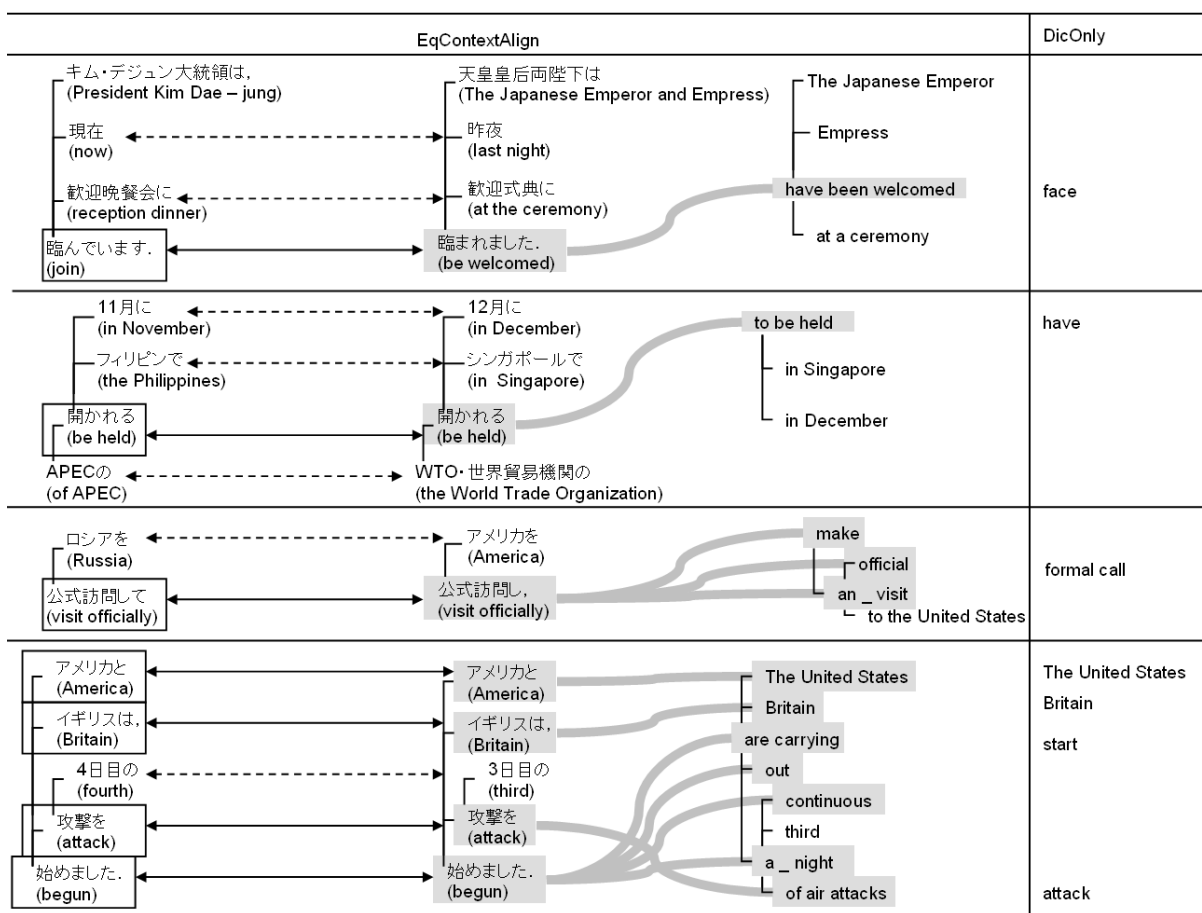 EqContextAlign
DicOnly
キム・デジュン大統領は,
(President Kim Dae – jung)
現在
(now)
歓迎晩餐会に
(reception dinner)
臨んでいます.
(join)
天皇皇后両陛下は
(The Japanese Emperor and Empress)
昨夜
(last night)
歓迎式典に
(at the ceremony)
臨まれました.
(be welcomed)
The Japanese Emperor
Empress
have been welcomed
at a ceremony
face
11月に
(in November)
フィリピンで
(the Philippines)
開かれる
(be held)
APECの
(of APEC)
12月に
(in December)
シンガポールで
(in Singapore)
開かれる
(be held)
WTO・世界貿易機関の
(the World Trade Organization)
to be held
in Singapore
in December
have
ロシアを
(Russia)
公式訪問して
(visit officially)
アメリカを
(America)
公式訪問し,
(visit officially)
make
official
an _ visit
to the United States
formal call
アメリカと
(America)
イギリスは,
(Britain)
4日目の
(fourth)
攻撃を
(attack)
始めました.
(begun)
アメリカと
(America)
イギリスは,
(Britain)
3日目の
(third)
攻撃を
(attack)
始めました.
(begun)
The United States
Britain
are carrying
out
continuous
third
a _ night
of air attacks
The United States
Britain
start
attack